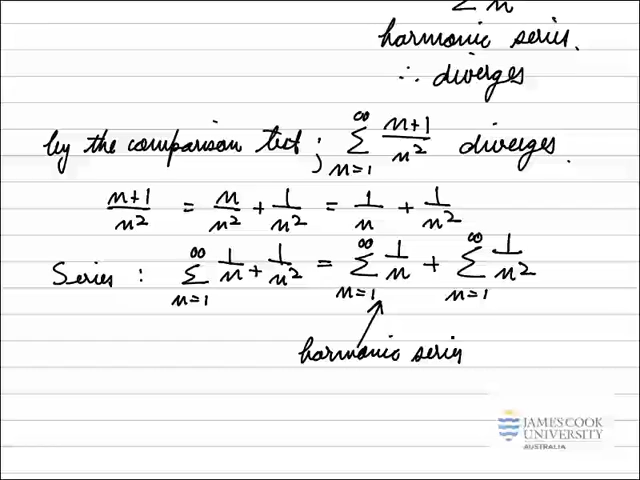 Σ n
harmonic series.
∴ diverges
by the comparison test ; ∞ Σ n=1 n+1/n² diverges.
n+1/n² = n/n² + 1/n² = 1/n + 1/n²
Series : ∞ Σ n=1 1/n + 1/n² = ∞ Σ n=1 1/n + ∞ Σ n=1 1/n²
harmonic series
JAMES COOK
UNIVERSITY
AUSTRALIA